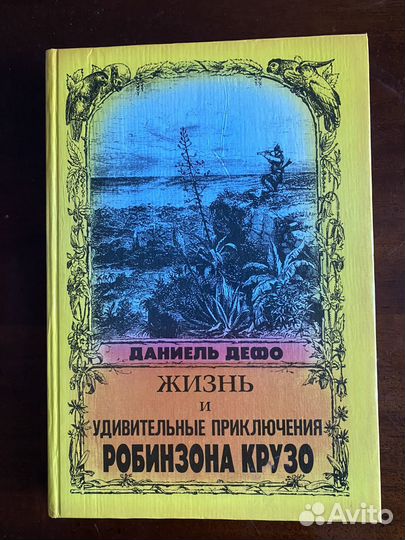 ДАНИЕЛЬ ДЕФО
ЖИЗНЬ
И
УДИВИТЕЛЬНЫЕ ПРИКЛЮЧЕНИЯ
РОБИНЗОНА КРУЗО
Avito